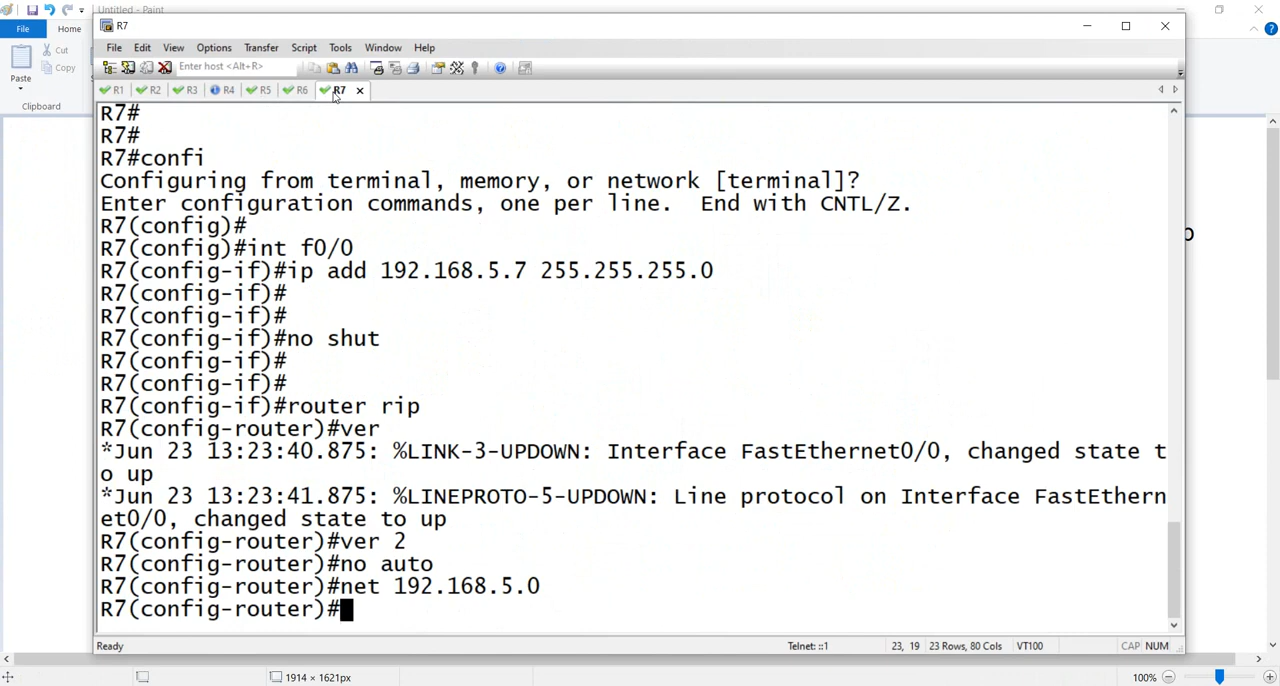 Untitled - Paint
File Home
Cut
Copy
Paste
Clipboard
R7
File Edit View Options Transfer Script Tools Window Help
Enter host <Alt+R>
R1 R2 R3 R4 R5 R6 R7
R7#
R7#
R7#confi
Configuring from terminal, memory, or network [terminal]?
Enter configuration commands, one per line.  End with CNTL/Z.
R7(config)#
R7(config)#int f0/0
R7(config-if)#ip add 192.168.5.7 255.255.255.0
R7(config-if)#
R7(config-if)#
R7(config-if)#no shut
R7(config-if)#
R7(config-if)#
R7(config-if)#router rip
R7(config-router)#ver
*Jun 23 13:23:40.875: %LINK-3-UPDOWN: Interface FastEthernet0/0, changed state t
o up
*Jun 23 13:23:41.875: %LINEPROTO-5-UPDOWN: Line protocol on Interface FastEthern
et0/0, changed state to up
R7(config-router)#ver 2
R7(config-router)#no auto
R7(config-router)#net 192.168.5.0
R7(config-router)#
Ready Telnet: ::1 23, 19 23 Rows, 80 Cols VT100 CAP NUM
1914 × 1621px 100%